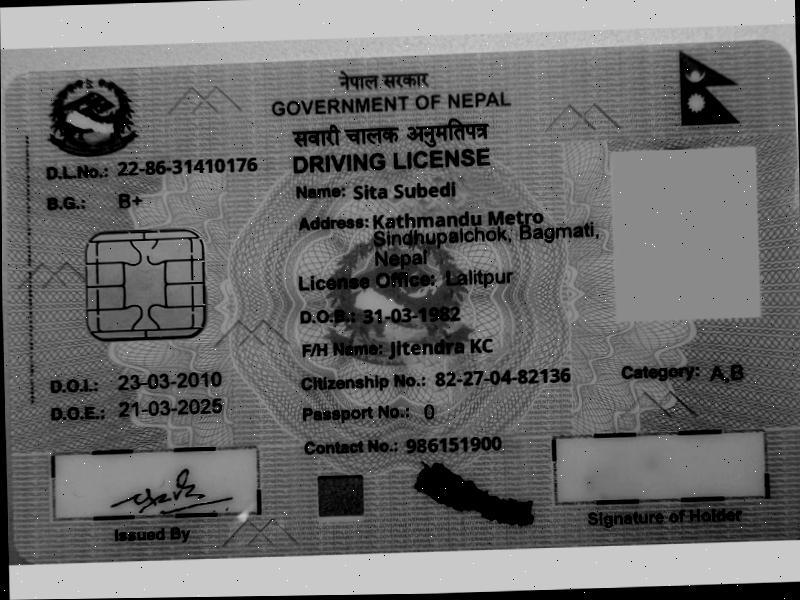 नेपाल सरकार
GOVERNMENT OF NEPAL
सवारी चालक अनुमतिपत्र
DRIVING LICENSE
D.L.No.: 22-86-31410176
B.G.: B+
Name: Sita Subedi
Address: Kathmandu Metro
Sindhupalchok, Bagmati,
Nepal
License Office: Lalitpur
D.O.B.: 31-03-1982
F/H Name: Jitendra KC
D.O.I.: 23-03-2010
Citizenship No.: 82-27-04-82136
Category: A,B
D.O.E.: 21-03-2025
Passport No.: 0
Contact No.: 986151900
Issued By
Signature of Holder